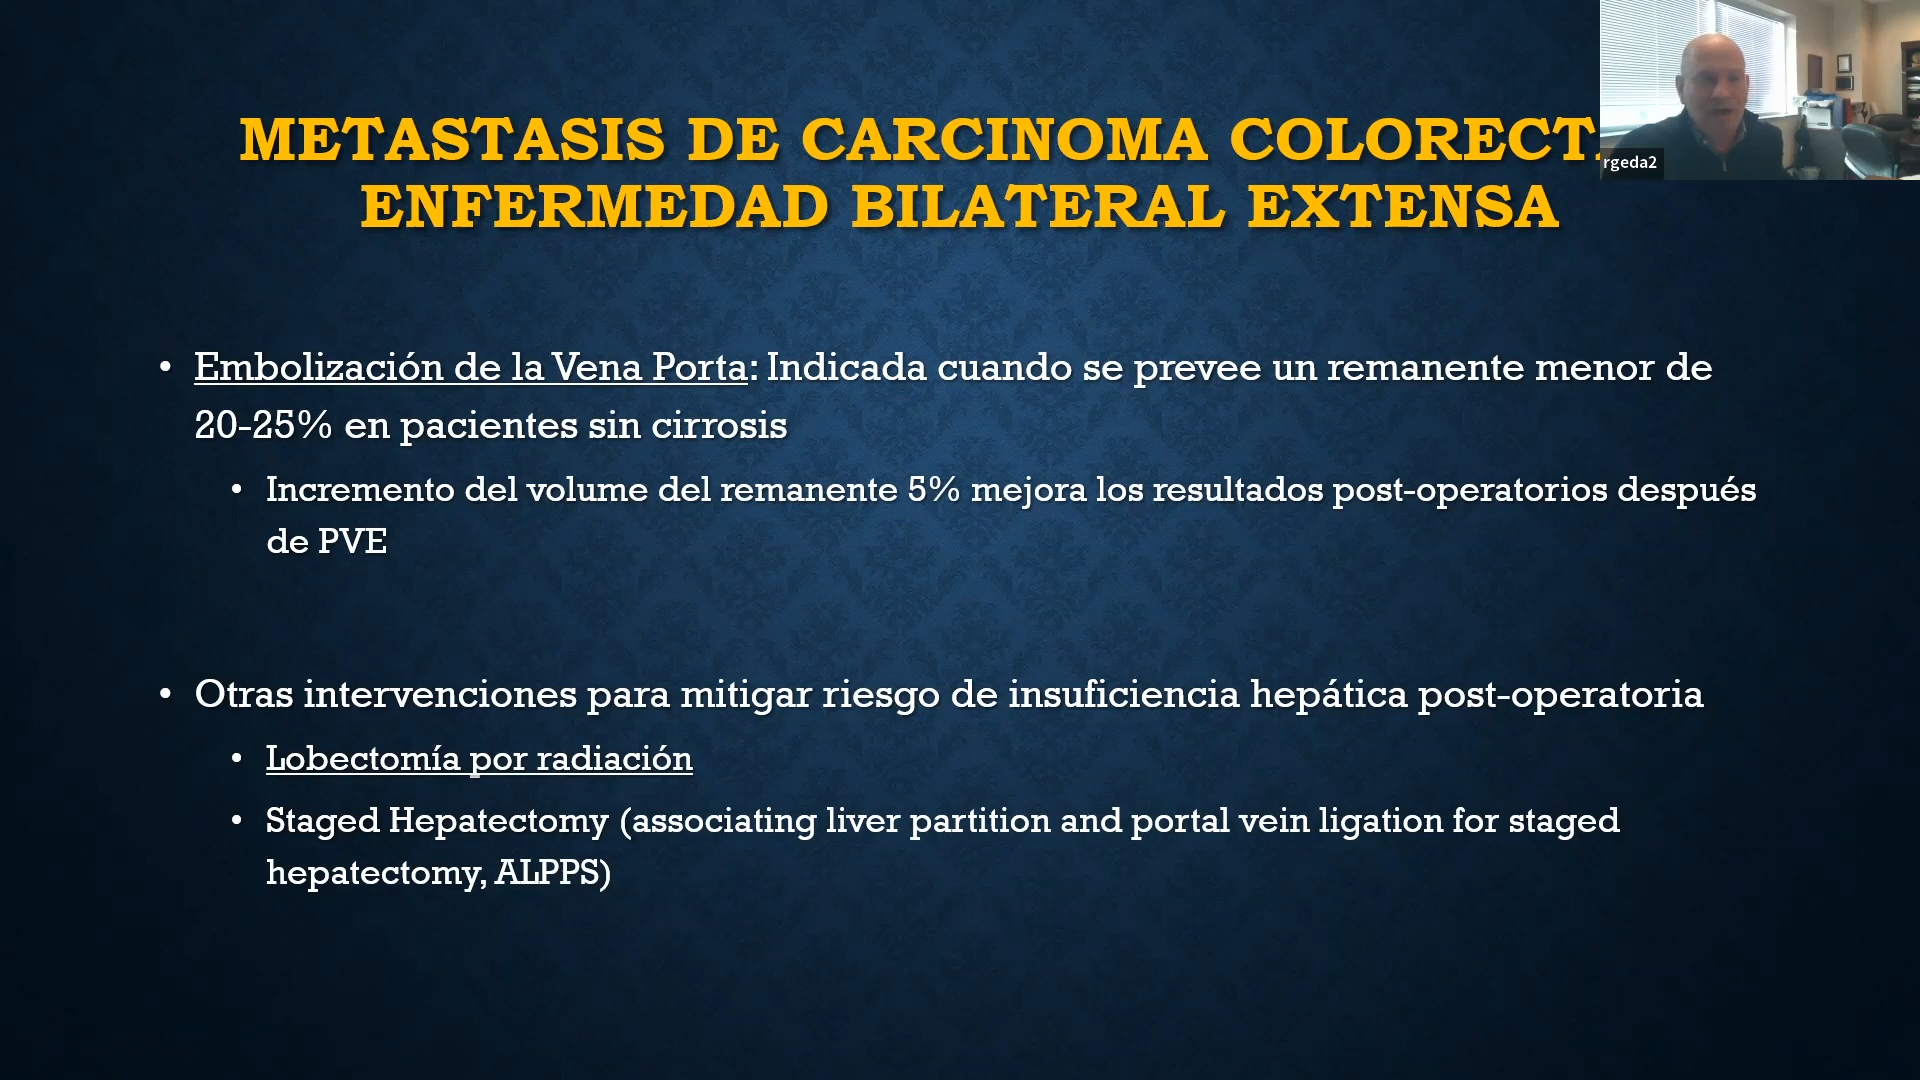 METASTASIS DE CARCINOMA
ENFERMEDAD BILATERAL EXTENSA
rgeda2
• Embolización de la Vena Porta: Indicada cuando se prevee un remanente menor de
20-25% en pacientes sin cirrosis
• Incremento del volume del remanente 5% mejora los resultados post-operatorios después
de PVE
• Otras intervenciones para mitigar riesgo de insuficiencia hepática post-operatoria
• Lobectomía por radiación
• Staged Hepatectomy (associating liver partition and portal vein ligation for staged
hepatectomy, ALPPS)